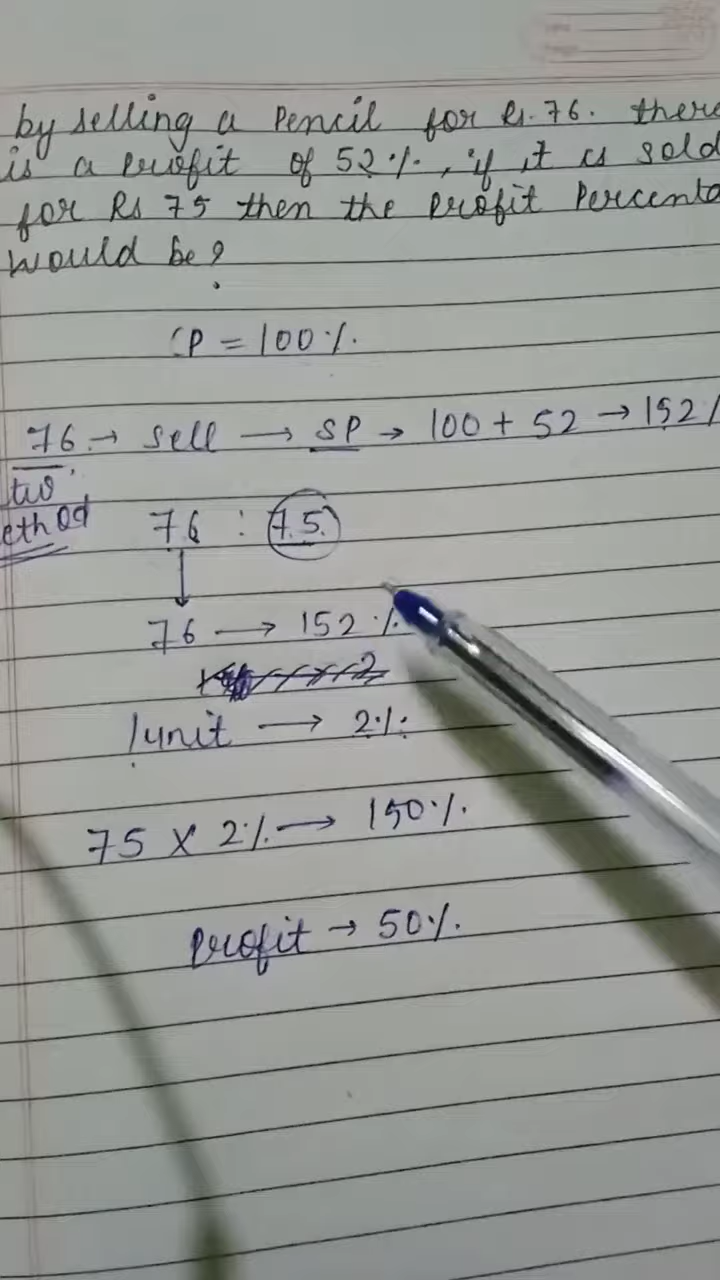 by selling a Pencil for Rs. 76. there
is a profit of 52%, if it is sold
for Rs 75 then the Profit Percenta
would be?
CP = 100%.
76 → sell → SP → 100 + 52 → 152%
two
ethod
76 : 75
76 → 152%.
1unit → 2%.
75 × 2% → 150%.
Profit → 50%.